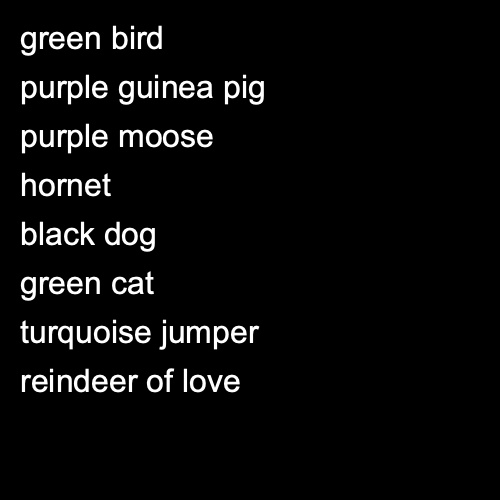 green bird
purple guinea pig
purple moose
hornet
black dog
green cat
turquoise jumper
reindeer of love